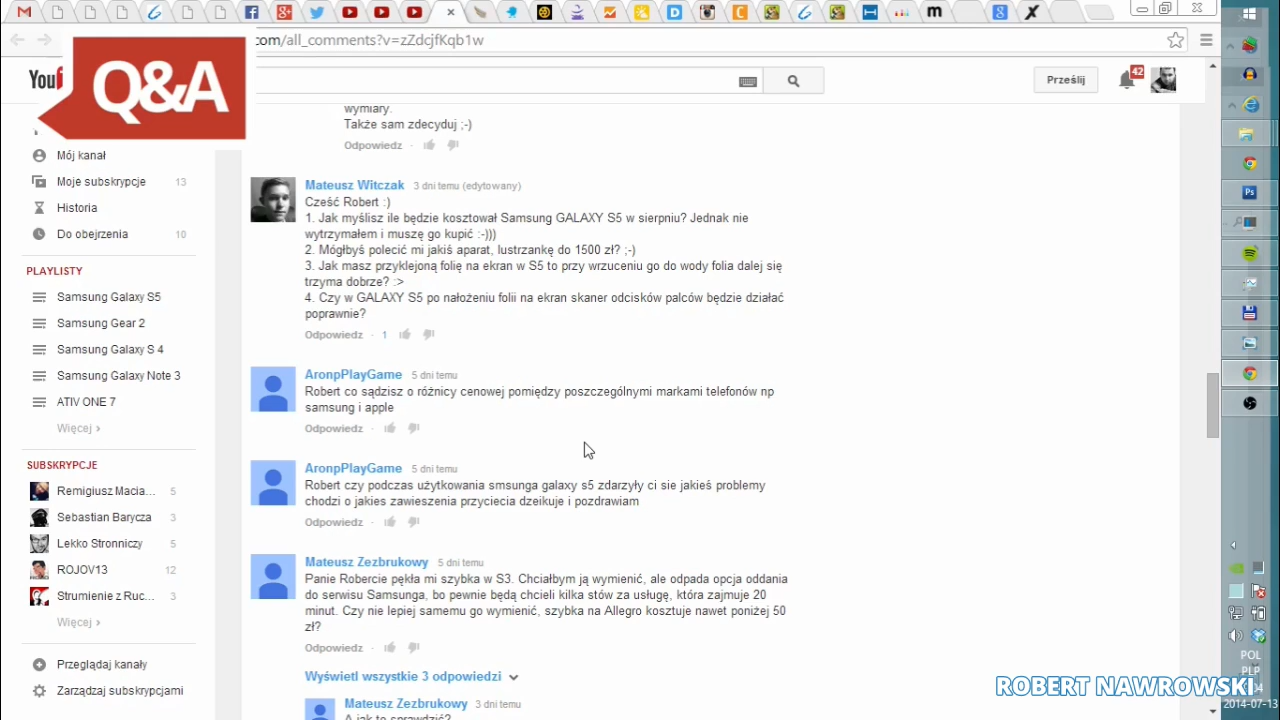 com/all_comments?v=zZdcjfKqb1w
You
Q&A
Prześlij
42
Mój kanał
Moje subskrypcje 13
Historia
Do obejrzenia 10
PLAYLISTY
Samsung Galaxy S5
Samsung Gear 2
Samsung Galaxy S 4
Samsung Galaxy Note 3
ATIV ONE 7
Więcej ›
SUBSKRYPCJE
Remigiusz Macia... 5
Sebastian Barycza 3
Lekko Stronniczy 5
ROJOV13 12
Strumienie z Ruc... 3
Więcej ›
Przeglądaj kanały
Zarządzaj subskrypcjami
wymiary.
Także sam zdecyduj ;-)
Odpowiedz ·
Mateusz Witczak 3 dni temu (edytowany)
Cześć Robert :)
1. Jak myślisz ile będzie kosztował Samsung GALAXY S5 w sierpniu? Jednak nie
wytrzymałem i muszę go kupić :-)))
2. Mógłbyś polecić mi jakiś aparat, lustrzankę do 1500 zł? ;-)
3. Jak masz przyklejoną folię na ekran w S5 to przy wrzuceniu go do wody folia dalej się
trzyma dobrze? :>
4. Czy w GALAXY S5 po nałożeniu folii na ekran skaner odcisków palców będzie działać
poprawnie?
Odpowiedz · 1
AronpPlayGame 5 dni temu
Robert co sądzisz o różnicy cenowej pomiędzy poszczególnymi markami telefonów np
samsung i apple
Odpowiedz ·
AronpPlayGame 5 dni temu
Robert czy podczas użytkowania smsunga galaxy s5 zdarzyły ci sie jakieś problemy
chodzi o jakies zawieszenia przyciecia dzeikuje i pozdrawiam
Odpowiedz ·
Mateusz Zezbrukowy 5 dni temu
Panie Robercie pękła mi szybka w S3. Chciałbym ją wymienić, ale odpada opcja oddania
do serwisu Samsunga, bo pewnie będą chcieli kilka stów za usługę, która zajmuje 20
minut. Czy nie lepiej samemu go wymienić, szybka na Allegro kosztuje nawet poniżej 50
zł?
Odpowiedz ·
Wyświetl wszystkie 3 odpowiedzi
Mateusz Zezbrukowy 3 dni temu
A jak to sprawdzić?
POL
PLP
ROBERT NAWROWSKI
2014-07-13